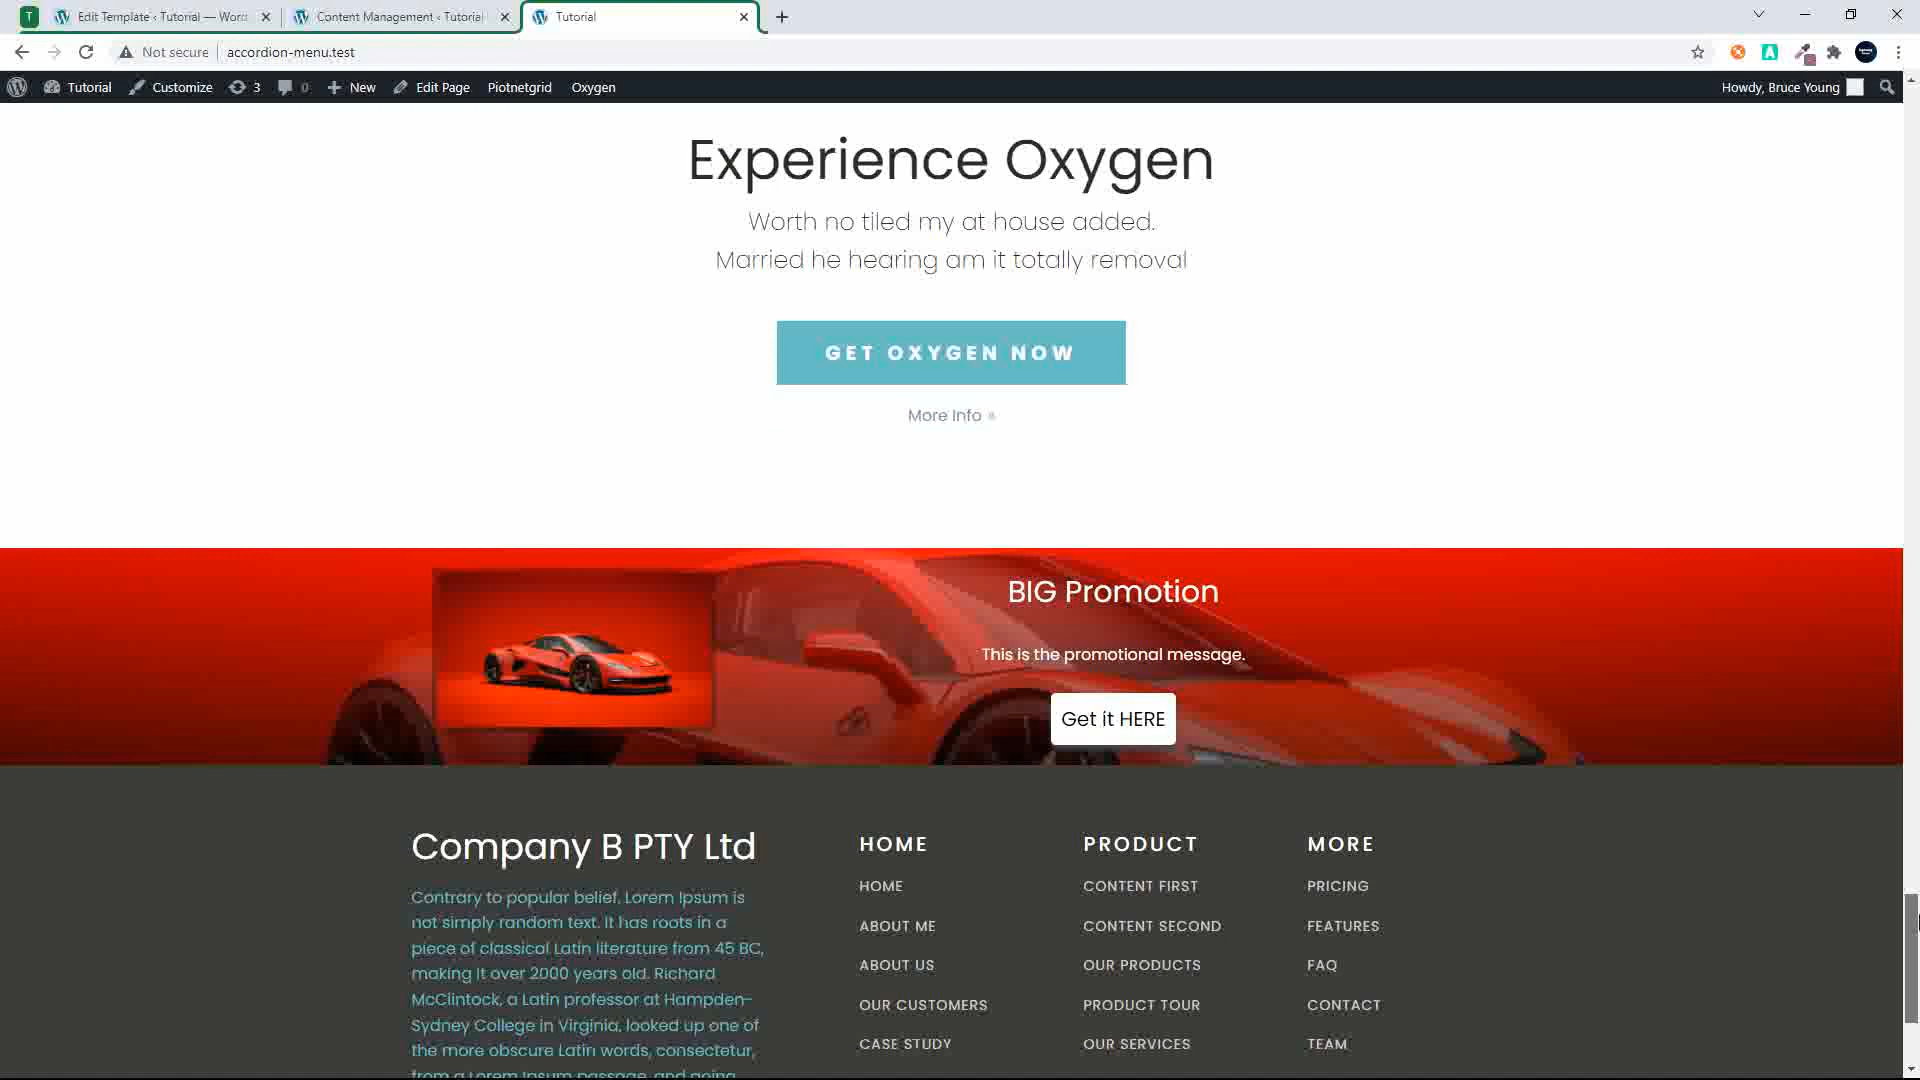 T
Edit Template ‹ Tutorial — Word
Content Management ‹ Tutorial
Tutorial
Not secure
accordion-menu.test
Tutorial
Customize
3
0
New
Edit Page
Piotnetgrid
Oxygen
Howdy, Bruce Young
Experience Oxygen
Worth no tiled my at house added.
Married he hearing am it totally removal
GET OXYGEN NOW
More Info »
BIG Promotion
This is the promotional message.
Get it HERE
Company B PTY Ltd
Contrary to popular belief, Lorem Ipsum is
not simply random text. It has roots in a
piece of classical Latin literature from 45 BC,
making it over 2000 years old. Richard
McClintock, a Latin professor at Hampden-
Sydney College in Virginia, looked up one of
the more obscure Latin words, consectetur,
from a Lorem Ipsum passage, and going
HOME
HOME
ABOUT ME
ABOUT US
OUR CUSTOMERS
CASE STUDY
PRODUCT
CONTENT FIRST
CONTENT SECOND
OUR PRODUCTS
PRODUCT TOUR
OUR SERVICES
MORE
PRICING
FEATURES
FAQ
CONTACT
TEAM